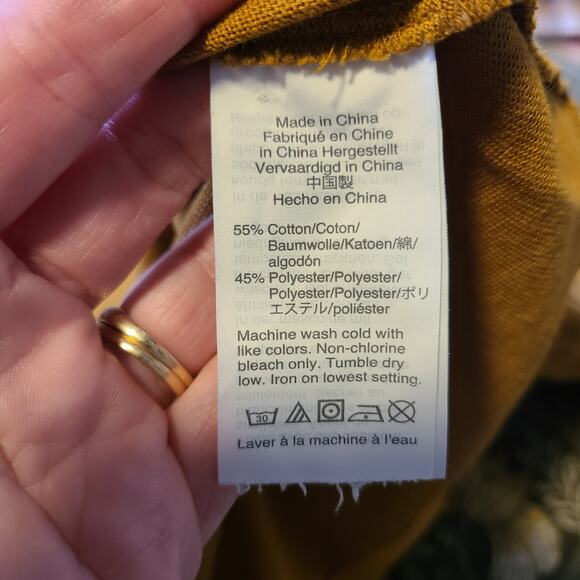 Made in China
Fabriqué en Chine
in China Hergestellt
Vervaardigd in China
中国製
Hecho en China
55% Cotton/Coton/
Baumwolle/Katoen/綿/
algodón
45% Polyester/Polyester/
Polyester/Polyester/ポリ
エステル/poliéster
Machine wash cold with
like colors. Non-chlorine
bleach only. Tumble dry
low. Iron on lowest setting.
30
Laver à la machine à l'eau